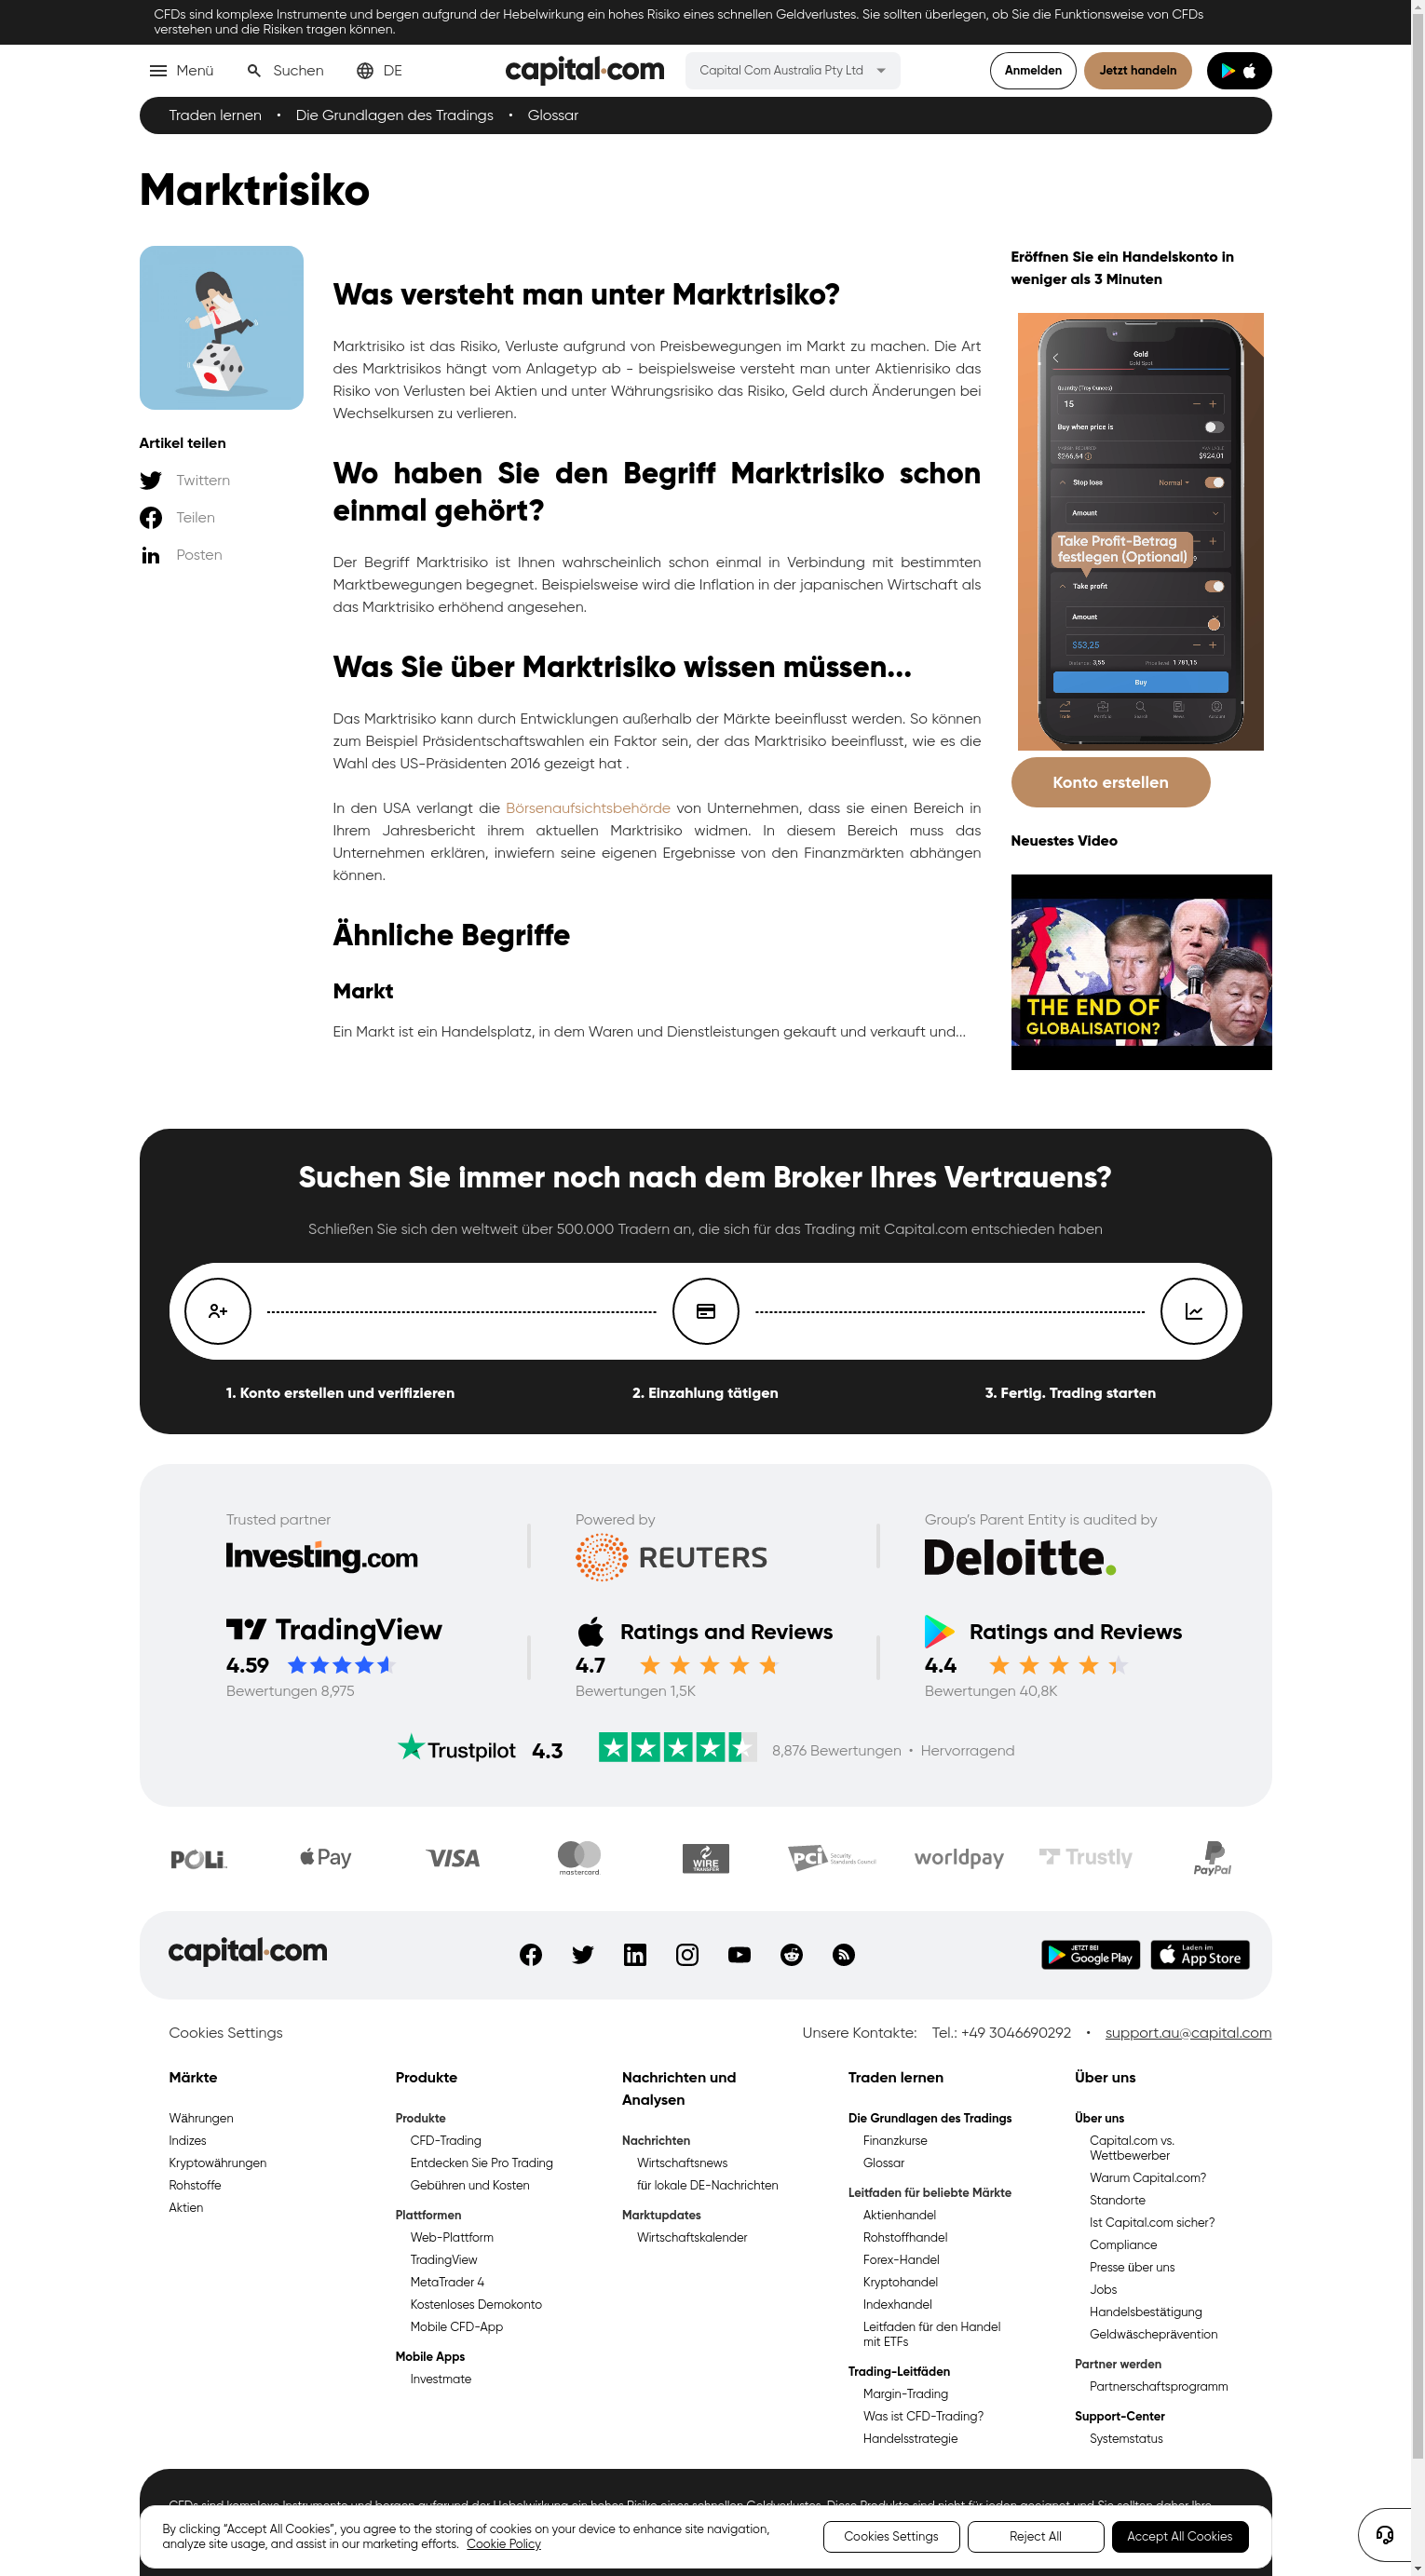 CFDs sind komplexe Instrumente und bergen aufgrund der Hebelwirkung ein hohes Risiko eines schnellen Geldverlustes. Sie sollten überlegen, ob Sie die Funktionsweise von CFDs
verstehen und die Risiken tragen können.
Menü
Suchen
DE
capital.com
Capital Com Australia Pty Ltd
Anmelden
Jetzt handeln
Traden lernen • Die Grundlagen des Tradings • Glossar
Marktrisiko
Artikel teilen
Twittern
Teilen
Posten
Was versteht man unter Marktrisiko?
Marktrisiko ist das Risiko, Verluste aufgrund von Preisbewegungen im Markt zu machen. Die Art
des Marktrisikos hängt vom Anlagetyp ab - beispielsweise versteht man unter Aktienrisiko das
Risiko von Verlusten bei Aktien und unter Währungsrisiko das Risiko, Geld durch Änderungen bei
Wechselkursen zu verlieren.
Wo haben Sie den Begriff Marktrisiko schon
einmal gehört?
Der Begriff Marktrisiko ist Ihnen wahrscheinlich schon einmal in Verbindung mit bestimmten
Marktbewegungen begegnet. Beispielsweise wird die Inflation in der japanischen Wirtschaft als
das Marktrisiko erhöhend angesehen.
Was Sie über Marktrisiko wissen müssen...
Das Marktrisiko kann durch Entwicklungen außerhalb der Märkte beeinflusst werden. So können
zum Beispiel Präsidentschaftswahlen ein Faktor sein, der das Marktrisiko beeinflusst, wie es die
Wahl des US-Präsidenten 2016 gezeigt hat .
In den USA verlangt die Börsenaufsichtsbehörde von Unternehmen, dass sie einen Bereich in
Ihrem Jahresbericht ihrem aktuellen Marktrisiko widmen. In diesem Bereich muss das
Unternehmen erklären, inwiefern seine eigenen Ergebnisse von den Finanzmärkten abhängen
können.
Ähnliche Begriffe
Markt
Ein Markt ist ein Handelsplatz, in dem Waren und Dienstleistungen gekauft und verkauft und...
Eröffnen Sie ein Handelskonto in
weniger als 3 Minuten
Gold
Gold Spot
Quantity (Troy Ounces)
15
Buy when price is
$266,64
$924.01
Stop loss
Normal
Amount
Take Profit-Betrag
festlegen (Optional)
Take profit
Amount
$53,25
Distance: 3,55
Price level: 1 781,15
Buy
Konto erstellen
Neuestes Video
THE END OF
GLOBALISATION?
Suchen Sie immer noch nach dem Broker Ihres Vertrauens?
Schließen Sie sich den weltweit über 500.000 Tradern an, die sich für das Trading mit Capital.com entschieden haben
1. Konto erstellen und verifizieren
2. Einzahlung tätigen
3. Fertig. Trading starten
Trusted partner
Investing.com
Powered by
REUTERS
Group's Parent Entity is audited by
Deloitte.
TradingView
4.59
Bewertungen 8,975
Ratings and Reviews
4.7
Bewertungen 1,5K
Ratings and Reviews
4.4
Bewertungen 40,8K
Trustpilot
4.3
8,876 Bewertungen • Hervorragend
POLi
Pay
VISA
mastercard.
WIRE
TRANSFER
PCI
Security
Standards Council
worldpay
Trustly
PayPal
capital.com
JETZT BEI
Google Play
Laden im
App Store
Cookies Settings
Unsere Kontakte: Tel.: +49 3046690292 • support.au@capital.com
Märkte
Währungen
Indizes
Kryptowährungen
Rohstoffe
Aktien
Produkte
Produkte
CFD-Trading
Entdecken Sie Pro Trading
Gebühren und Kosten
Plattformen
Web-Plattform
TradingView
MetaTrader 4
Kostenloses Demokonto
Mobile CFD-App
Mobile Apps
Investmate
Nachrichten und
Analysen
Nachrichten
Wirtschaftsnews
für lokale DE-Nachrichten
Marktupdates
Wirtschaftskalender
Traden lernen
Die Grundlagen des Tradings
Finanzkurse
Glossar
Leitfaden für beliebte Märkte
Aktienhandel
Rohstoffhandel
Forex-Handel
Kryptohandel
Indexhandel
Leitfaden für den Handel
mit ETFs
Trading-Leitfäden
Margin-Trading
Was ist CFD-Trading?
Handelsstrategie
Über uns
Über uns
Capital.com vs.
Wettbewerber
Warum Capital.com?
Standorte
Ist Capital.com sicher?
Compliance
Presse über uns
Jobs
Handelsbestätigung
Geldwäscheprävention
Partner werden
Partnerschaftsprogramm
Support-Center
Systemstatus
CFDs sind komplexe Instrumente und bergen aufgrund der Hebelwirkung ein hohes Risiko eines schnellen Geldverlustes. Diese Produkte sind nicht für jeden geeignet und Sie sollten daher Ihre
By clicking “Accept All Cookies”, you agree to the storing of cookies on your device to enhance site navigation,
analyze site usage, and assist in our marketing efforts. Cookie Policy
Cookies Settings
Reject All
Accept All Cookies